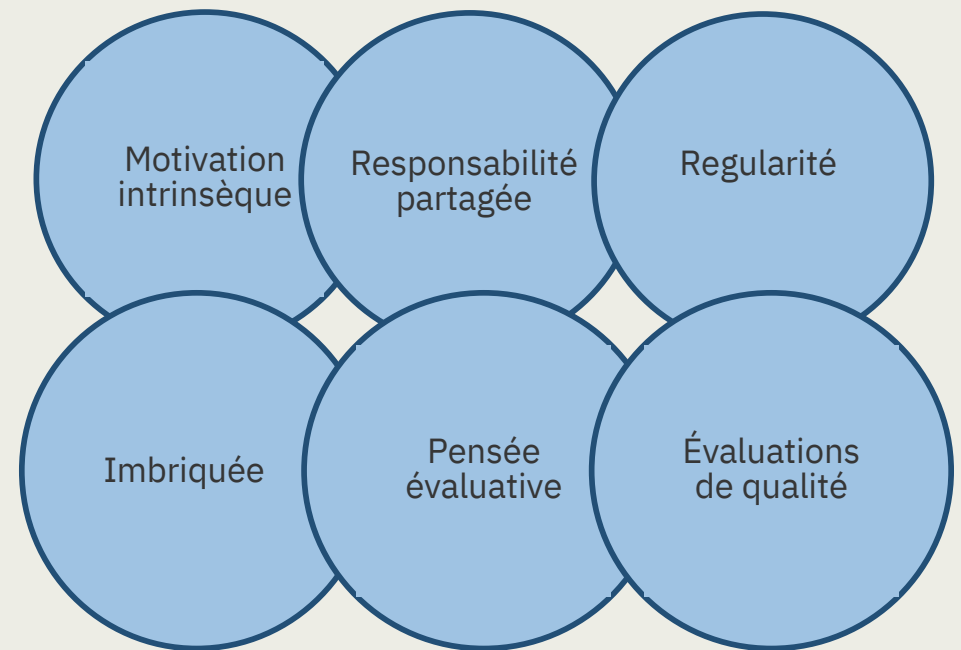 Motivation
intrinsèque
Responsabilité
partagée
Regularité
Imbriquée
Pensée
évaluative
Évaluations
de qualité